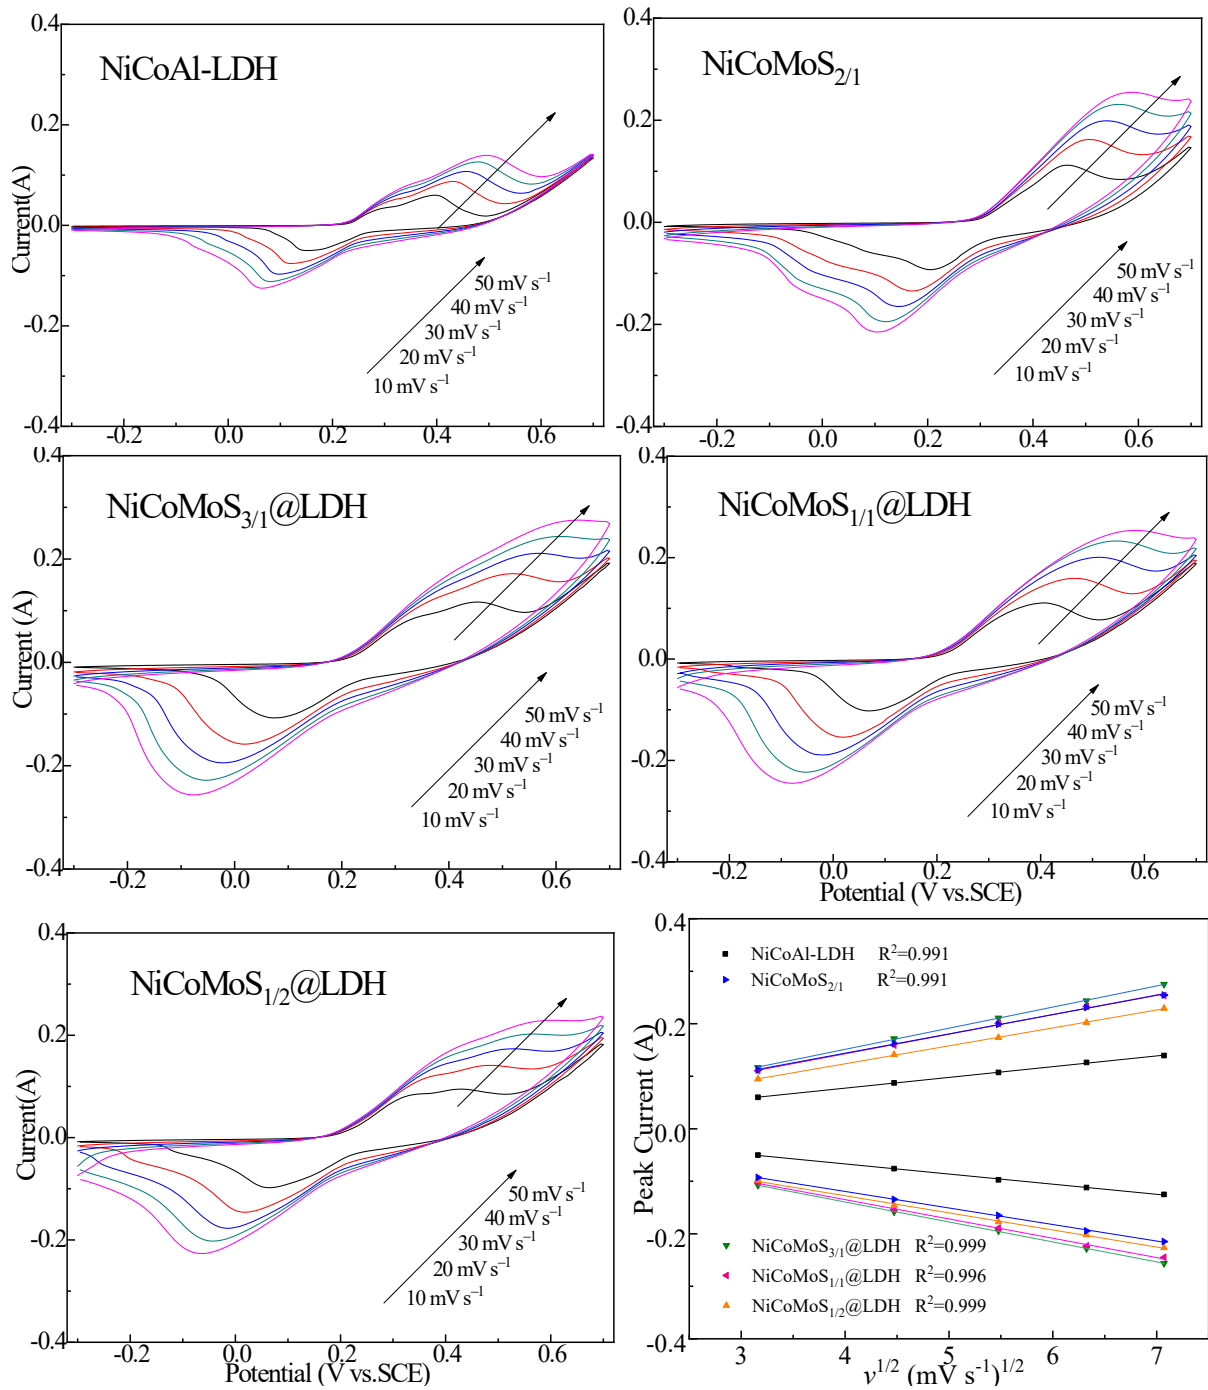 NiCoAl-LDH
0.4
0.2
0.0
-0.2
-0.4
Current(A)
50 mV s⁻¹
40 mV s⁻¹
30 mV s⁻¹
20 mV s⁻¹
10 mV s⁻¹
-0.2 0.0 0.2 0.4 0.6
NiCoMoS₂/₁
0.4
0.2
0.0
-0.2
-0.4
50 mV s⁻¹
40 mV s⁻¹
30 mV s⁻¹
20 mV s⁻¹
10 mV s⁻¹
-0.2 0.0 0.2 0.4 0.6
NiCoMoS₃/₁@LDH
0.4
0.2
0.0
-0.2
-0.4
Current (A)
50 mV s⁻¹
40 mV s⁻¹
30 mV s⁻¹
20 mV s⁻¹
10 mV s⁻¹
-0.2 0.0 0.2 0.4 0.6
NiCoMoS₁/₁@LDH
0.4
0.2
0.0
-0.2
-0.4
50 mV s⁻¹
40 mV s⁻¹
30 mV s⁻¹
20 mV s⁻¹
10 mV s⁻¹
-0.2 0.0 0.2 0.4 0.6
Potential (V vs.SCE)
NiCoMoS₁/₂@LDH
0.4
0.2
0.0
-0.2
-0.4
Current(A)
50 mV s⁻¹
40 mV s⁻¹
30 mV s⁻¹
20 mV s⁻¹
10 mV s⁻¹
-0.2 0.0 0.2 0.4 0.6
Potential (V vs.SCE)
0.4
0.2
0.0
-0.2
-0.4
Peak Current (A)
NiCoAl-LDH R²=0.991
NiCoMoS₂/₁ R²=0.991
NiCoMoS₃/₁@LDH R²=0.999
NiCoMoS₁/₁@LDH R²=0.996
NiCoMoS₁/₂@LDH R²=0.999
3 4 5 6 7
v¹/² (mV s⁻¹)¹/²